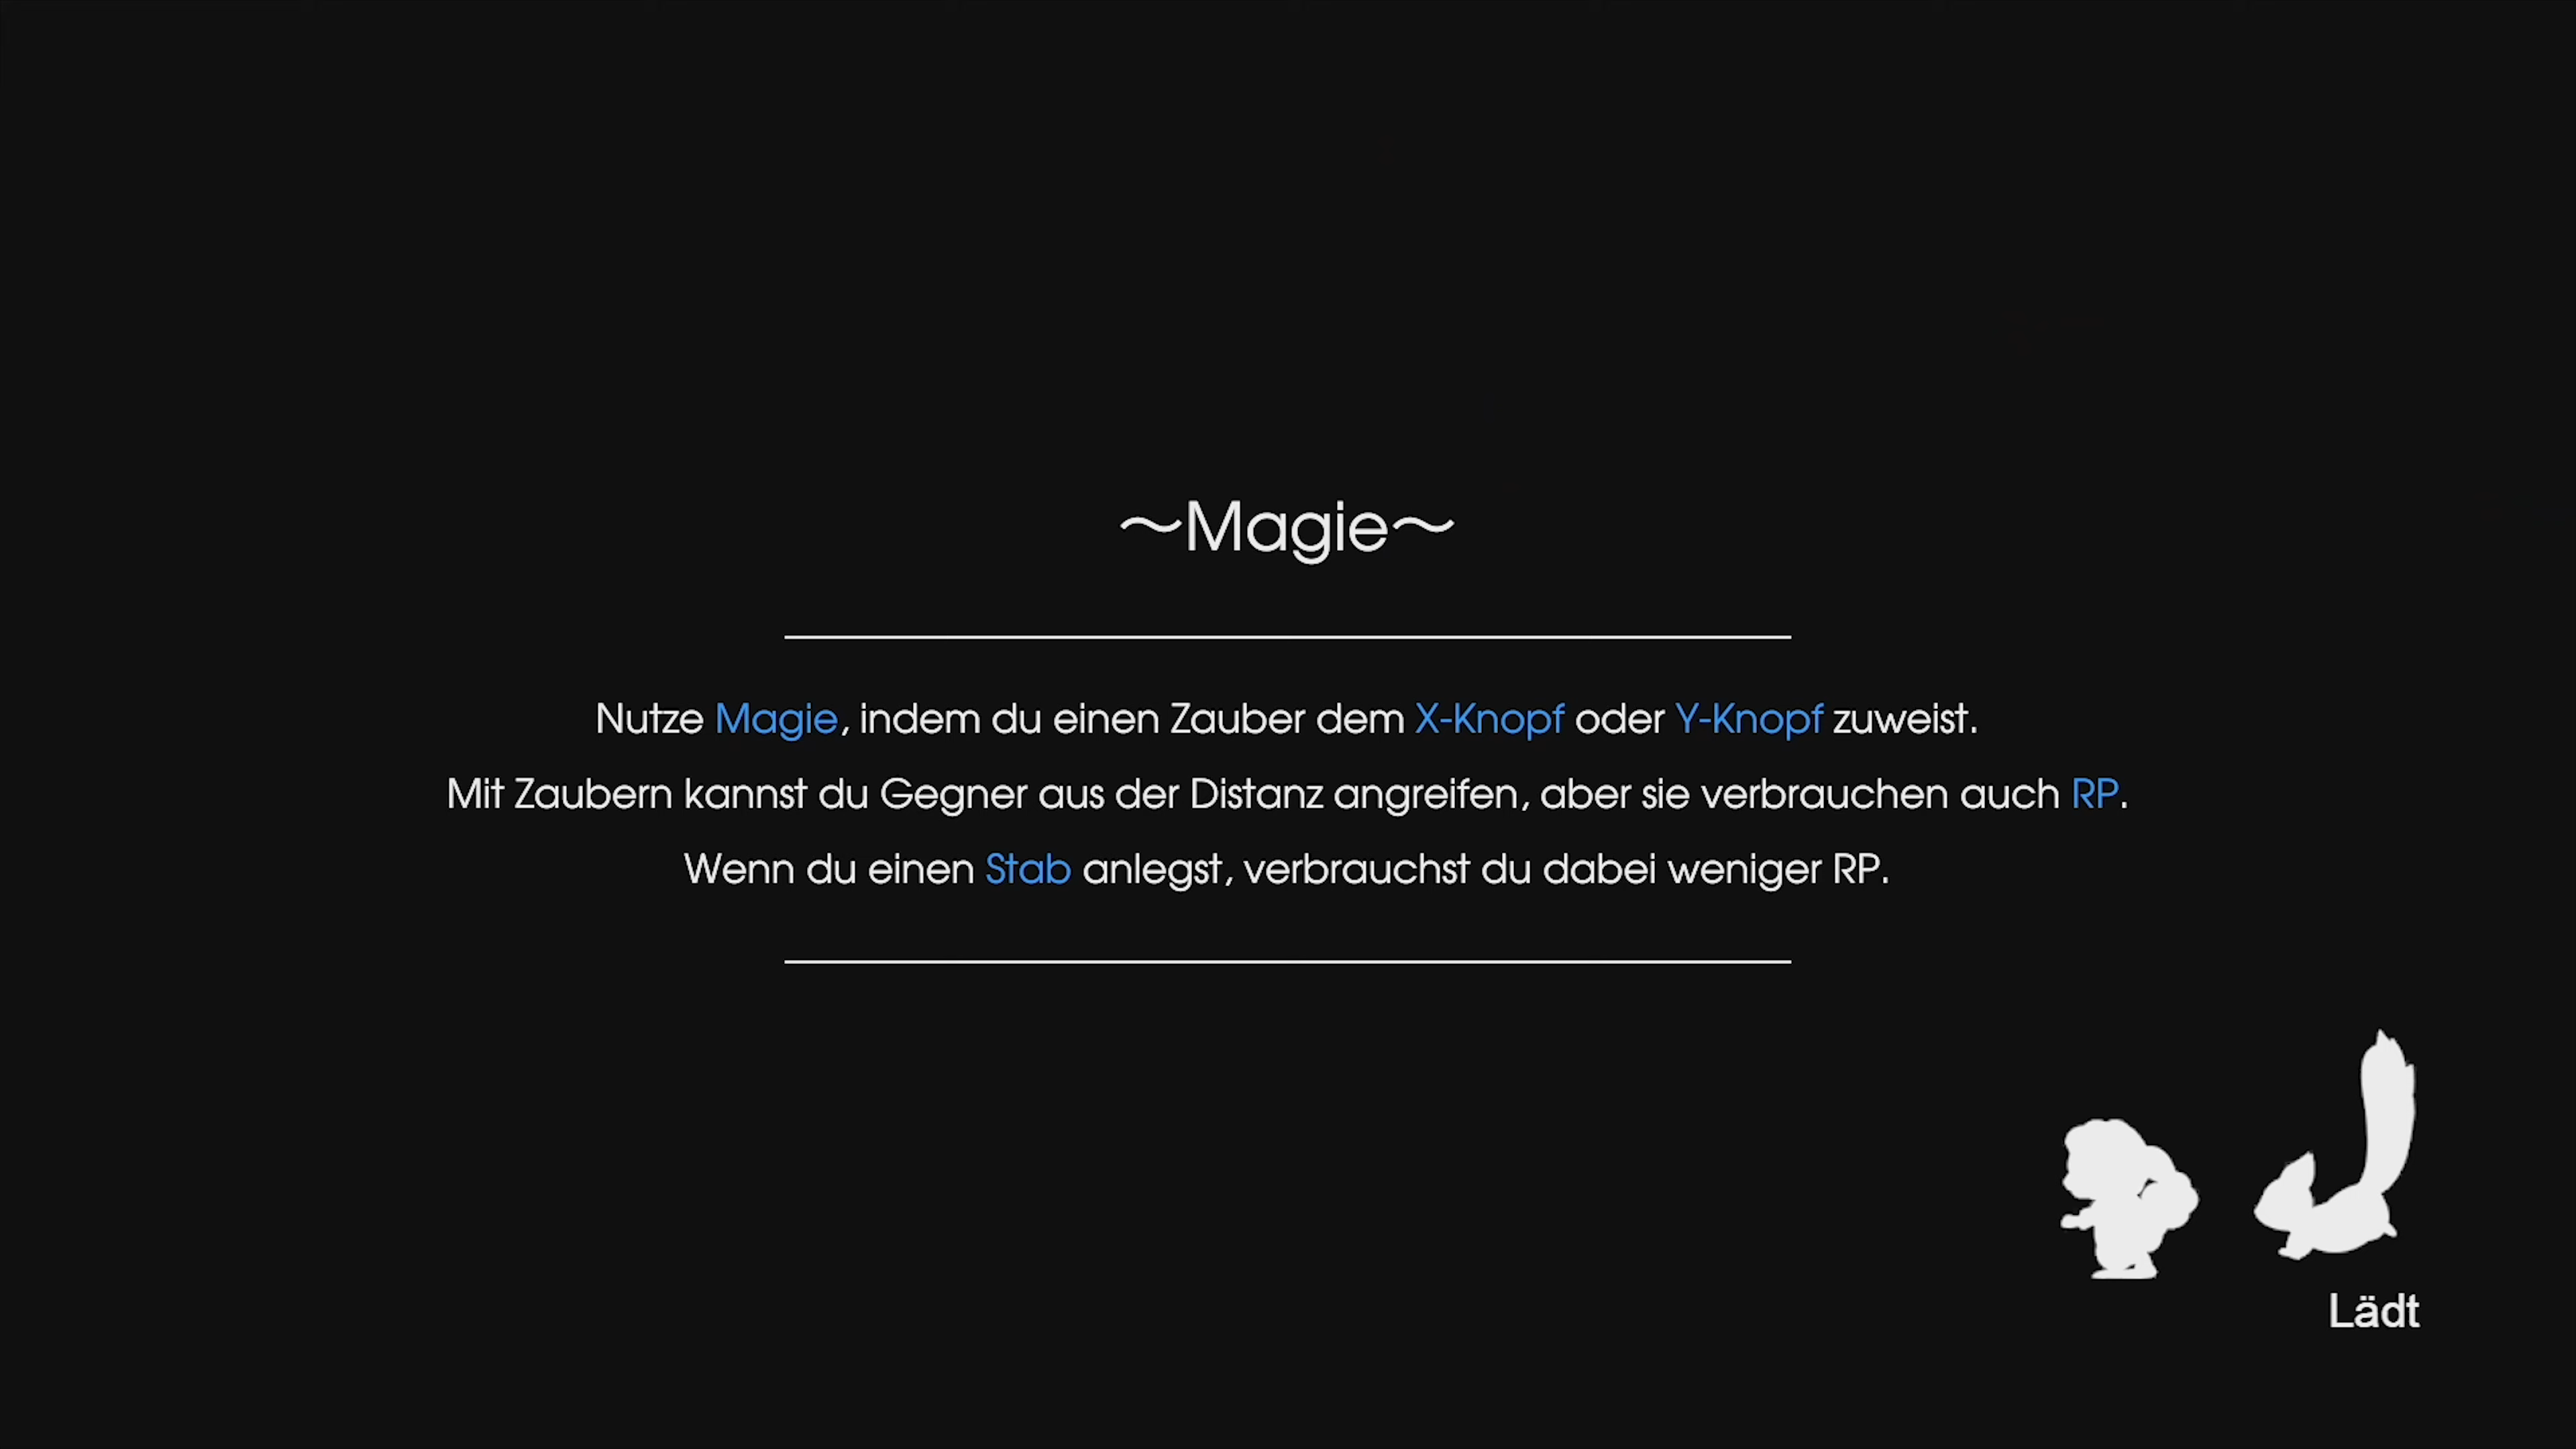 ～Magie～
Nutze Magie, indem du einen Zauber dem X-Knopf oder Y-Knopf zuweist.
Mit Zaubern kannst du Gegner aus der Distanz angreifen, aber sie verbrauchen auch RP.
Wenn du einen Stab anlegst, verbrauchst du dabei weniger RP.
Lädt